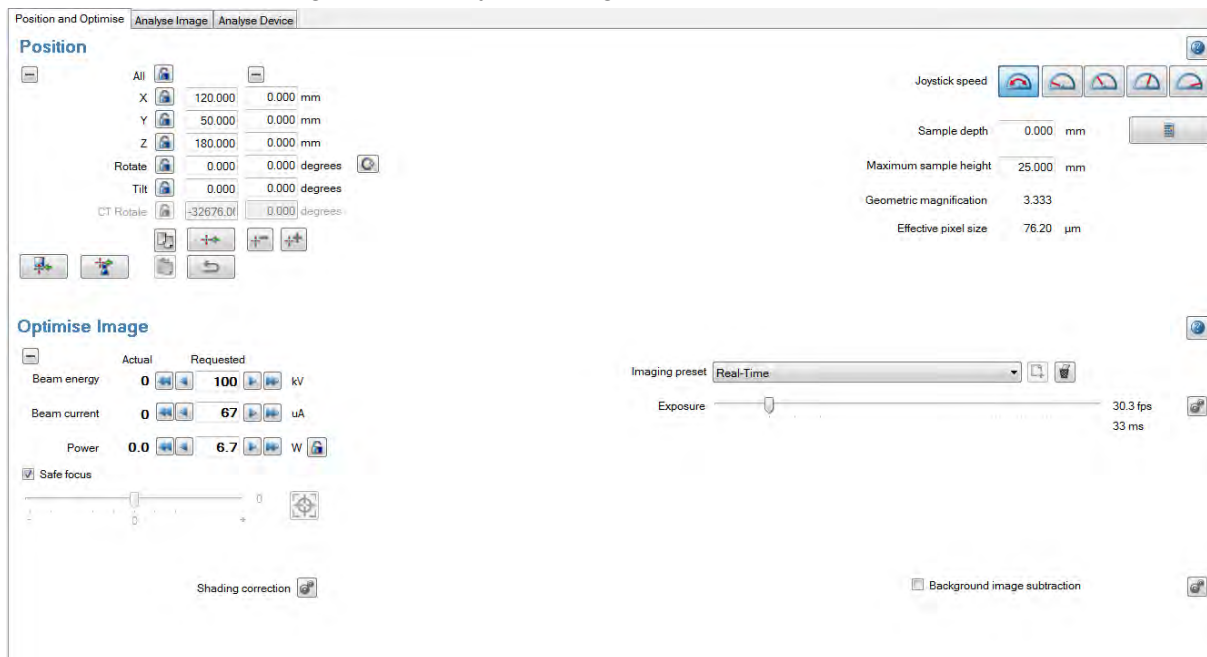 Position and Optimise Analyse Image Analyse Device
Position
All
X 120.000 0.000 mm
Y 50.000 0.000 mm
Z 180.000 0.000 mm
Rotate 0.000 0.000 degrees
Tilt 0.000 0.000 degrees
CT Rotate -32676.0( 0.000 degrees
Joystick speed
Sample depth 0.000 mm
Maximum sample height 25.000 mm
Geometric magnification 3.333
Effective pixel size 76.20 µm
Optimise Image
Actual Requested
Beam energy 0 100 kV
Beam current 0 67 uA
Power 0.0 6.7 W
Safe focus
0
- 0 +
Imaging preset Real-Time
Exposure 30.3 fps
33 ms
Shading correction
Background image subtraction